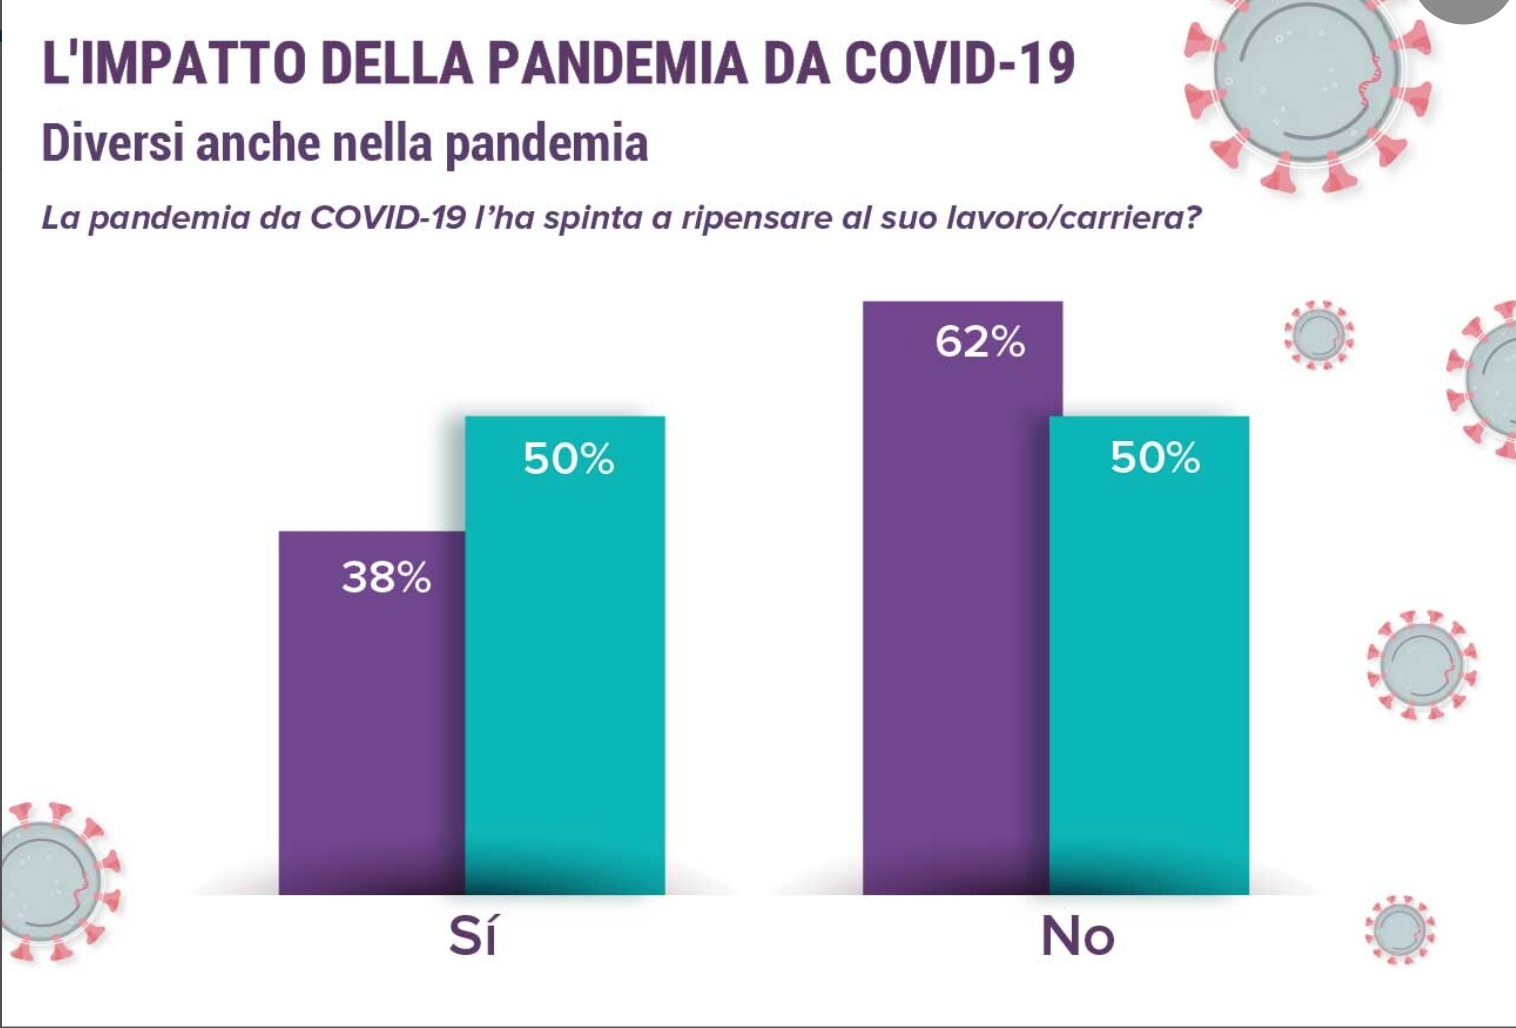 L'IMPATTO DELLA PANDEMIA DA COVID-19
Diversi anche nella pandemia
La pandemia da COVID-19 l’ha spinta a ripensare al suo lavoro/carriera?
62%
50%
50%
38%
Sí
No